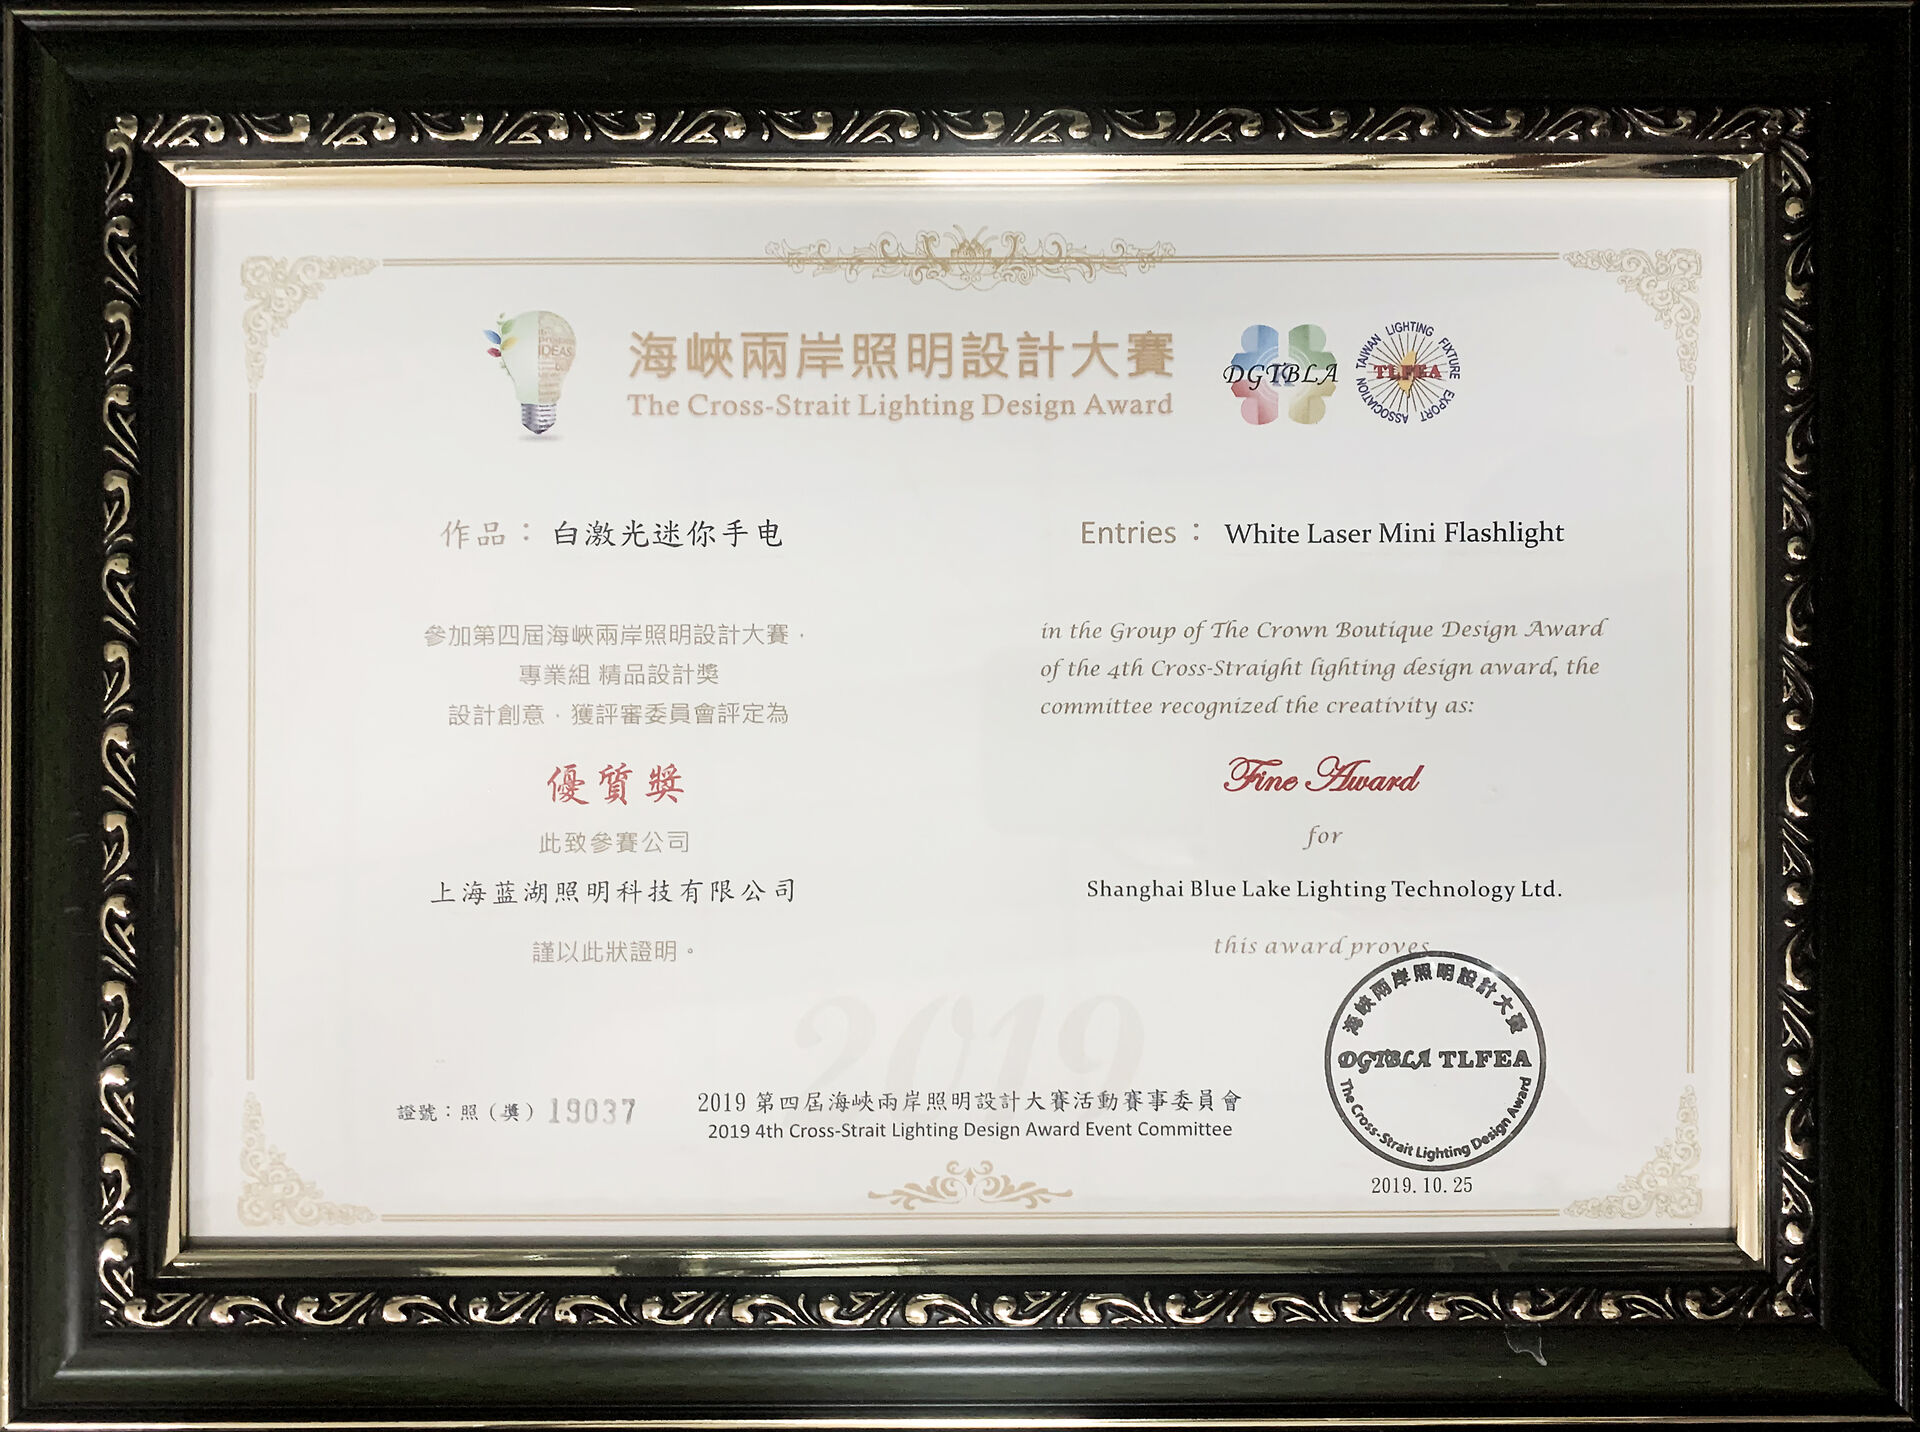 海峽兩岸照明設計大賽
The Cross-Strait Lighting Design Award
IDEAS
DGTBLA
TAIWAN LIGHTING FIXTURE EXPORT ASSOCIATION
TLFEA
作品： 白激光迷你手电
參加第四屆海峽兩岸照明設計大賽，
專業組 精品設計獎
設計創意，獲評審委員會評定為
優質獎
此致參賽公司
上海蓝湖照明科技有限公司
謹以此狀證明。
Entries： White Laser Mini Flashlight
in the Group of The Crown Boutique Design Award
of the 4th Cross-Straight lighting design award, the
committee recognized the creativity as:
Fine Award
for
Shanghai Blue Lake Lighting Technology Ltd.
this award proves
2019
證號：照（獎）19037
2019 第四屆海峽兩岸照明設計大賽活動賽事委員會
2019 4th Cross-Strait Lighting Design Award Event Committee
海峽兩岸照明設計大賽
DGTBLA TLFEA
The Cross-Strait Lighting Design Award
2019.10.25